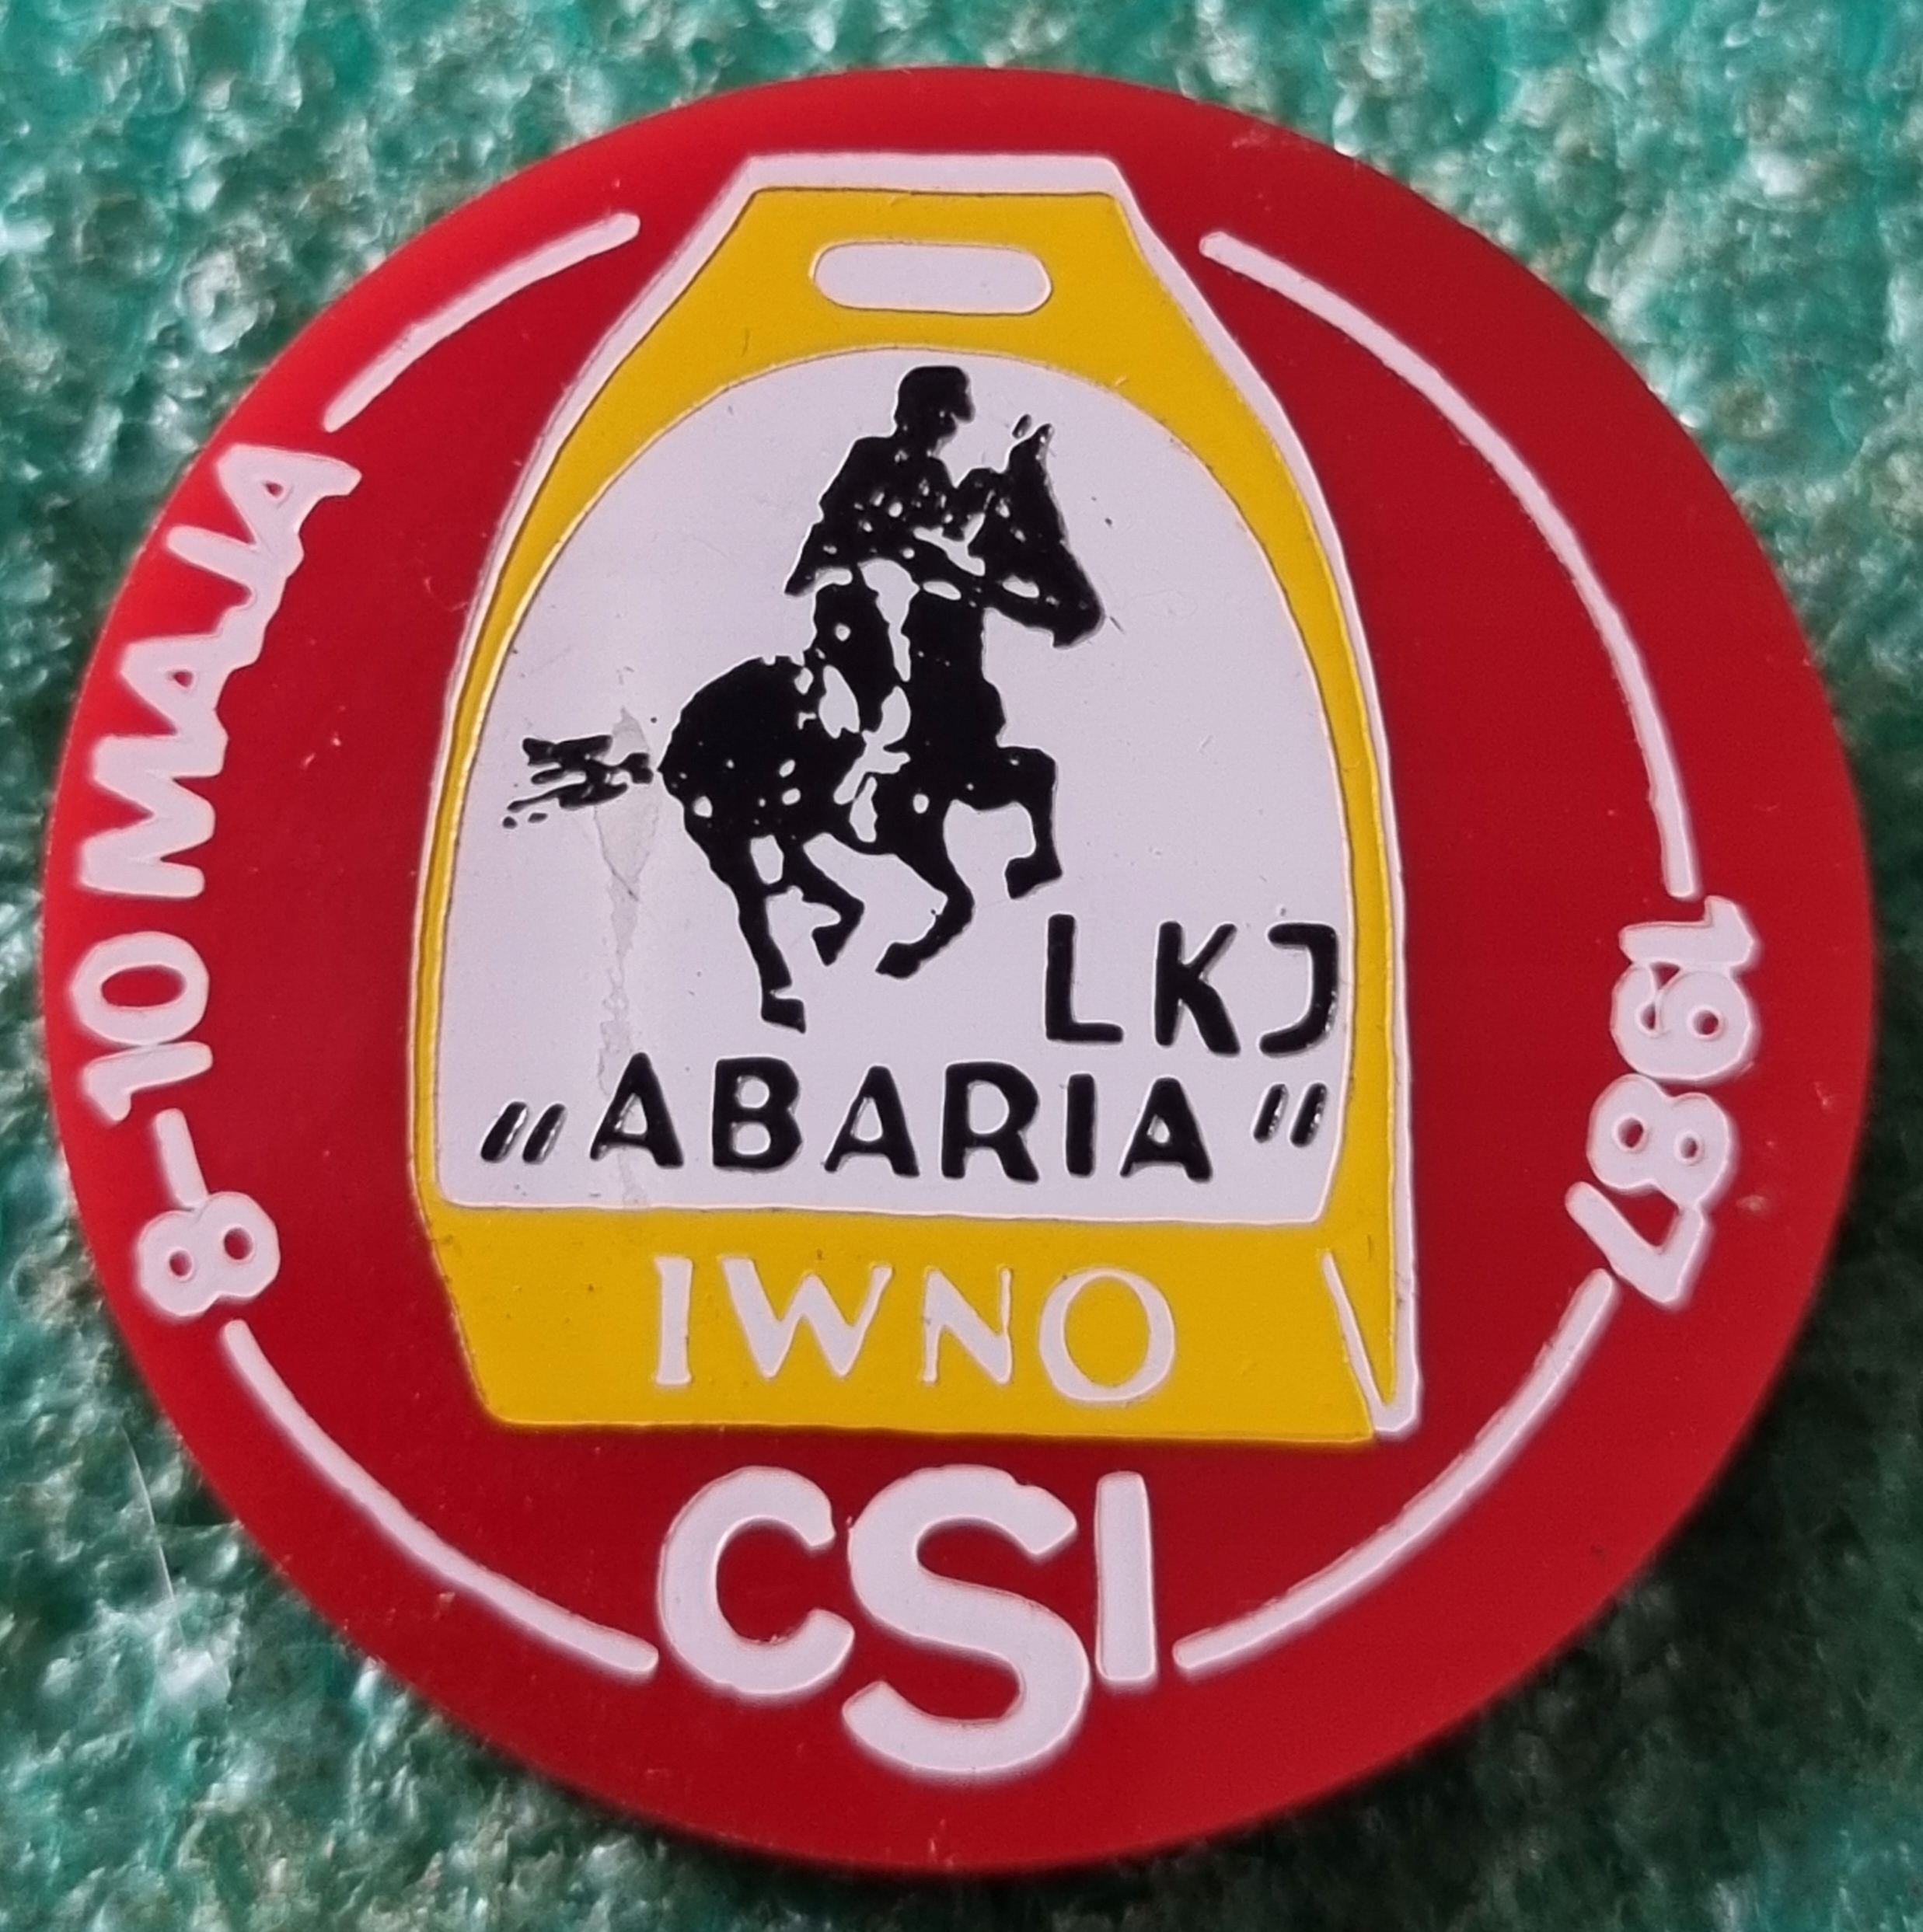 LKJ
„ABARIA"
IWNO
CSI
8-10 MAJA
1987